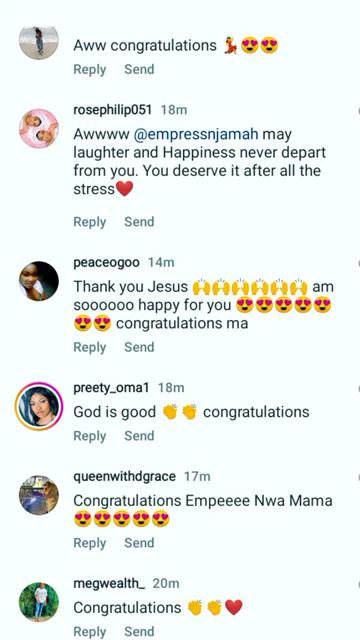 Aww congratulations 💃😍😍
Reply Send
rosephilip051 18m
Awwww @empressnjamah may
laughter and Happiness never depart
from you. You deserve it after all the
stress❤️
Reply Send
peaceogoo 14m
Thank you Jesus 🙌🙌🙌🙌🙌🙌 am
soooooo happy for you 😍😍😍😍😍
😍😍 congratulations ma
Reply Send
preety_oma1 18m
God is good 👏👏 congratulations
Reply Send
queenwithdgrace 17m
Congratulations Empeeee Nwa Mama
😍😍😍😍😍
Reply Send
megwealth_ 20m
Congratulations 👏👏❤️
Reply Send